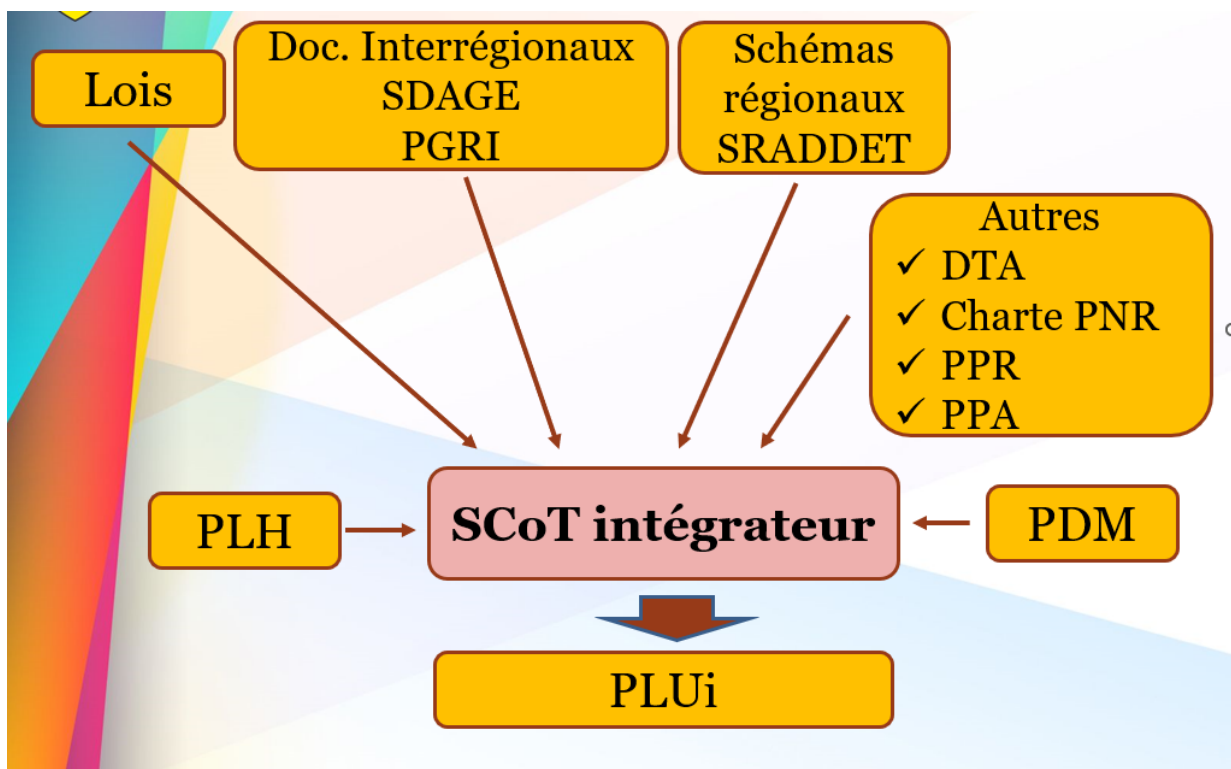 Lois
Doc. Interrégionaux
SDAGE
PGRI
Schémas
régionaux
SRADDET
Autres
✓ DTA
✓ Charte PNR
✓ PPR
✓ PPA
PLH
SCoT intégrateur
PDM
PLUi